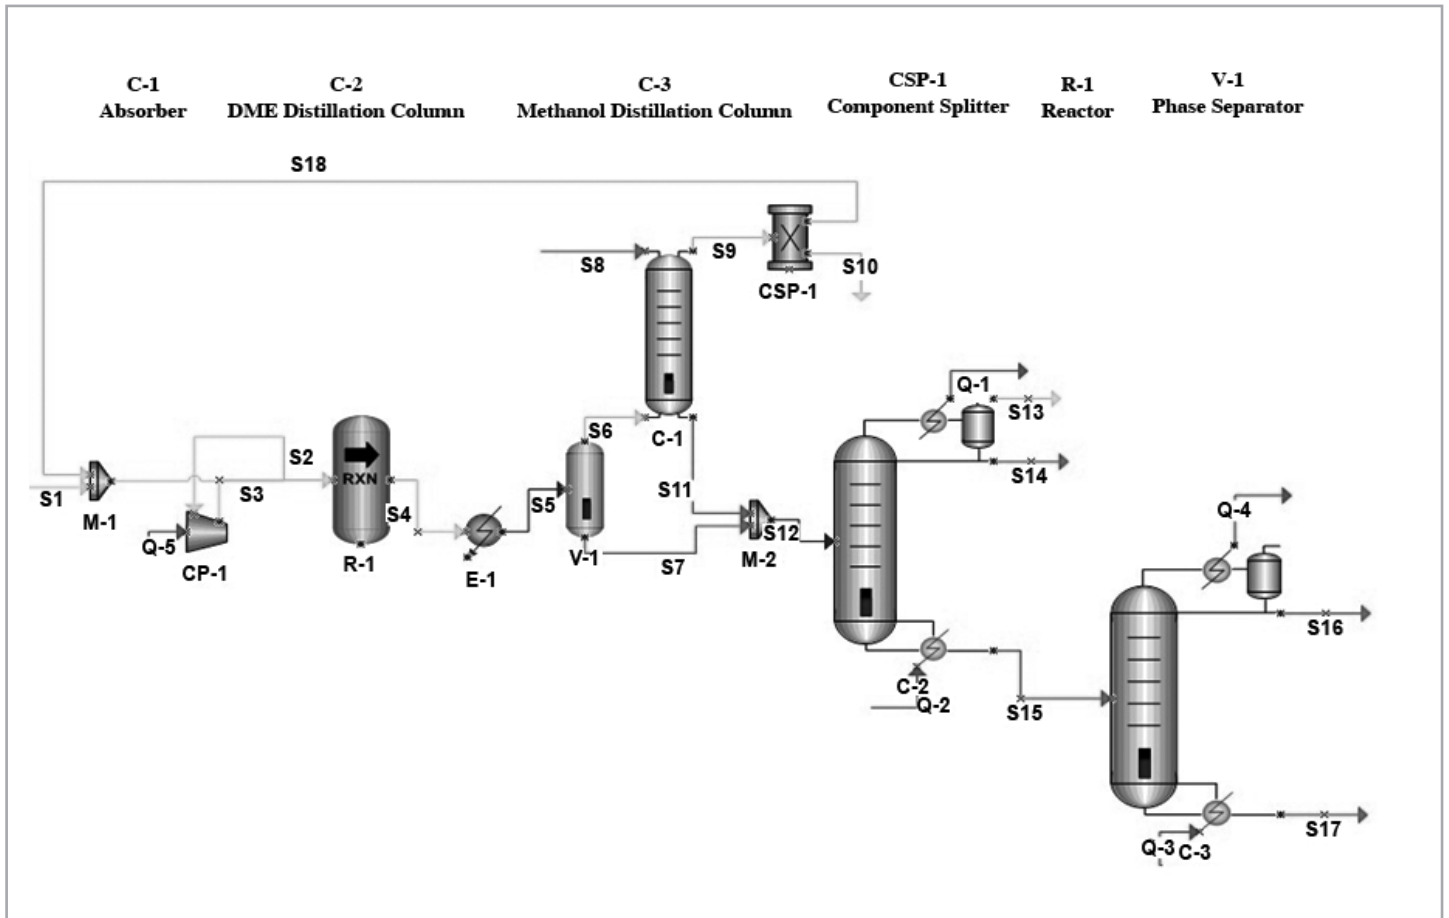 C-1
Absorber
C-2
DME Distillation Column
C-3
Methanol Distillation Column
CSP-1
Component Splitter
R-1
Reactor
V-1
Phase Separator
S18
S8
S9
S10
CSP-1
Q-1
S13
S14
S6
C-1
S2
S3
RXN
S1
M-1
S4
S5
S11
S12
Q-5
CP-1
R-1
E-1
V-1
S7
M-2
Q-4
S16
C-2
Q-2
S15
S17
Q-3
C-3